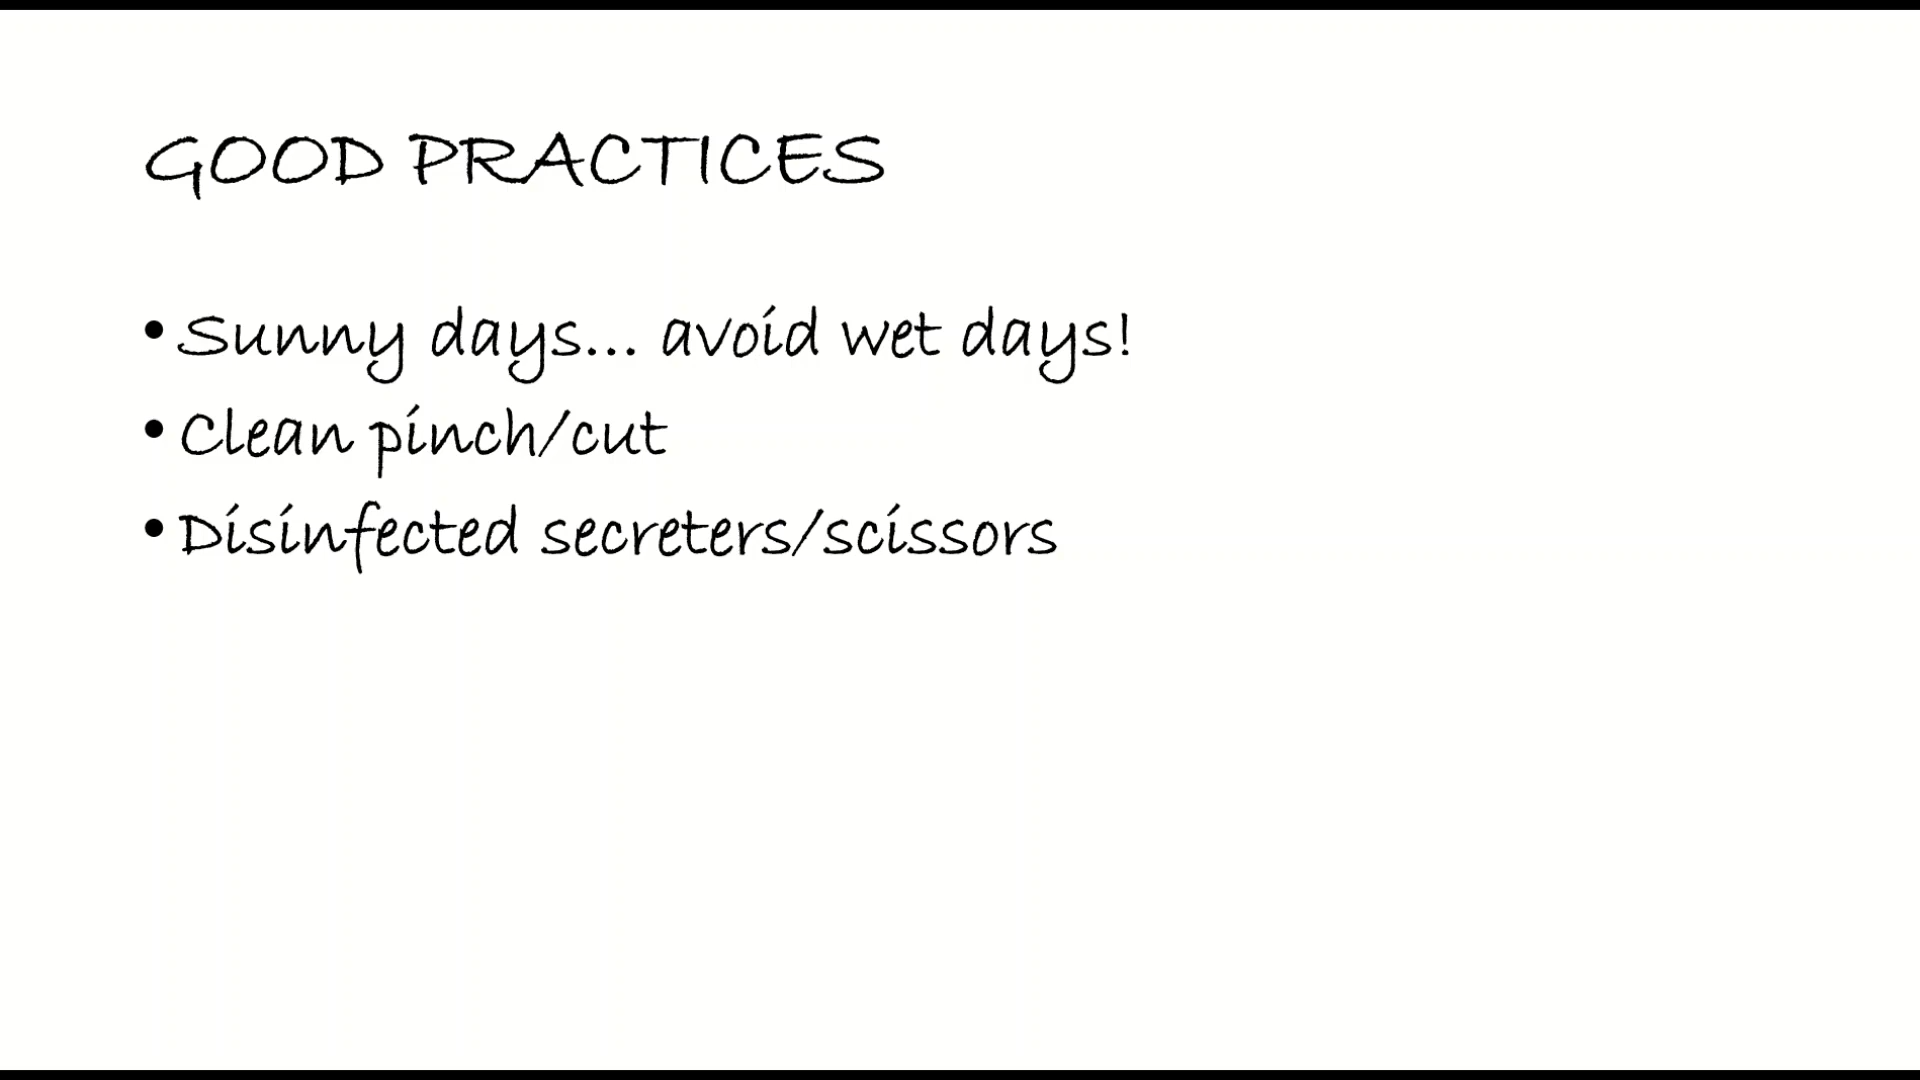 GOOD PRACTICES
• Sunny days... avoid wet days!
• Clean pinch/cut
• Disinfected secreters/scissors